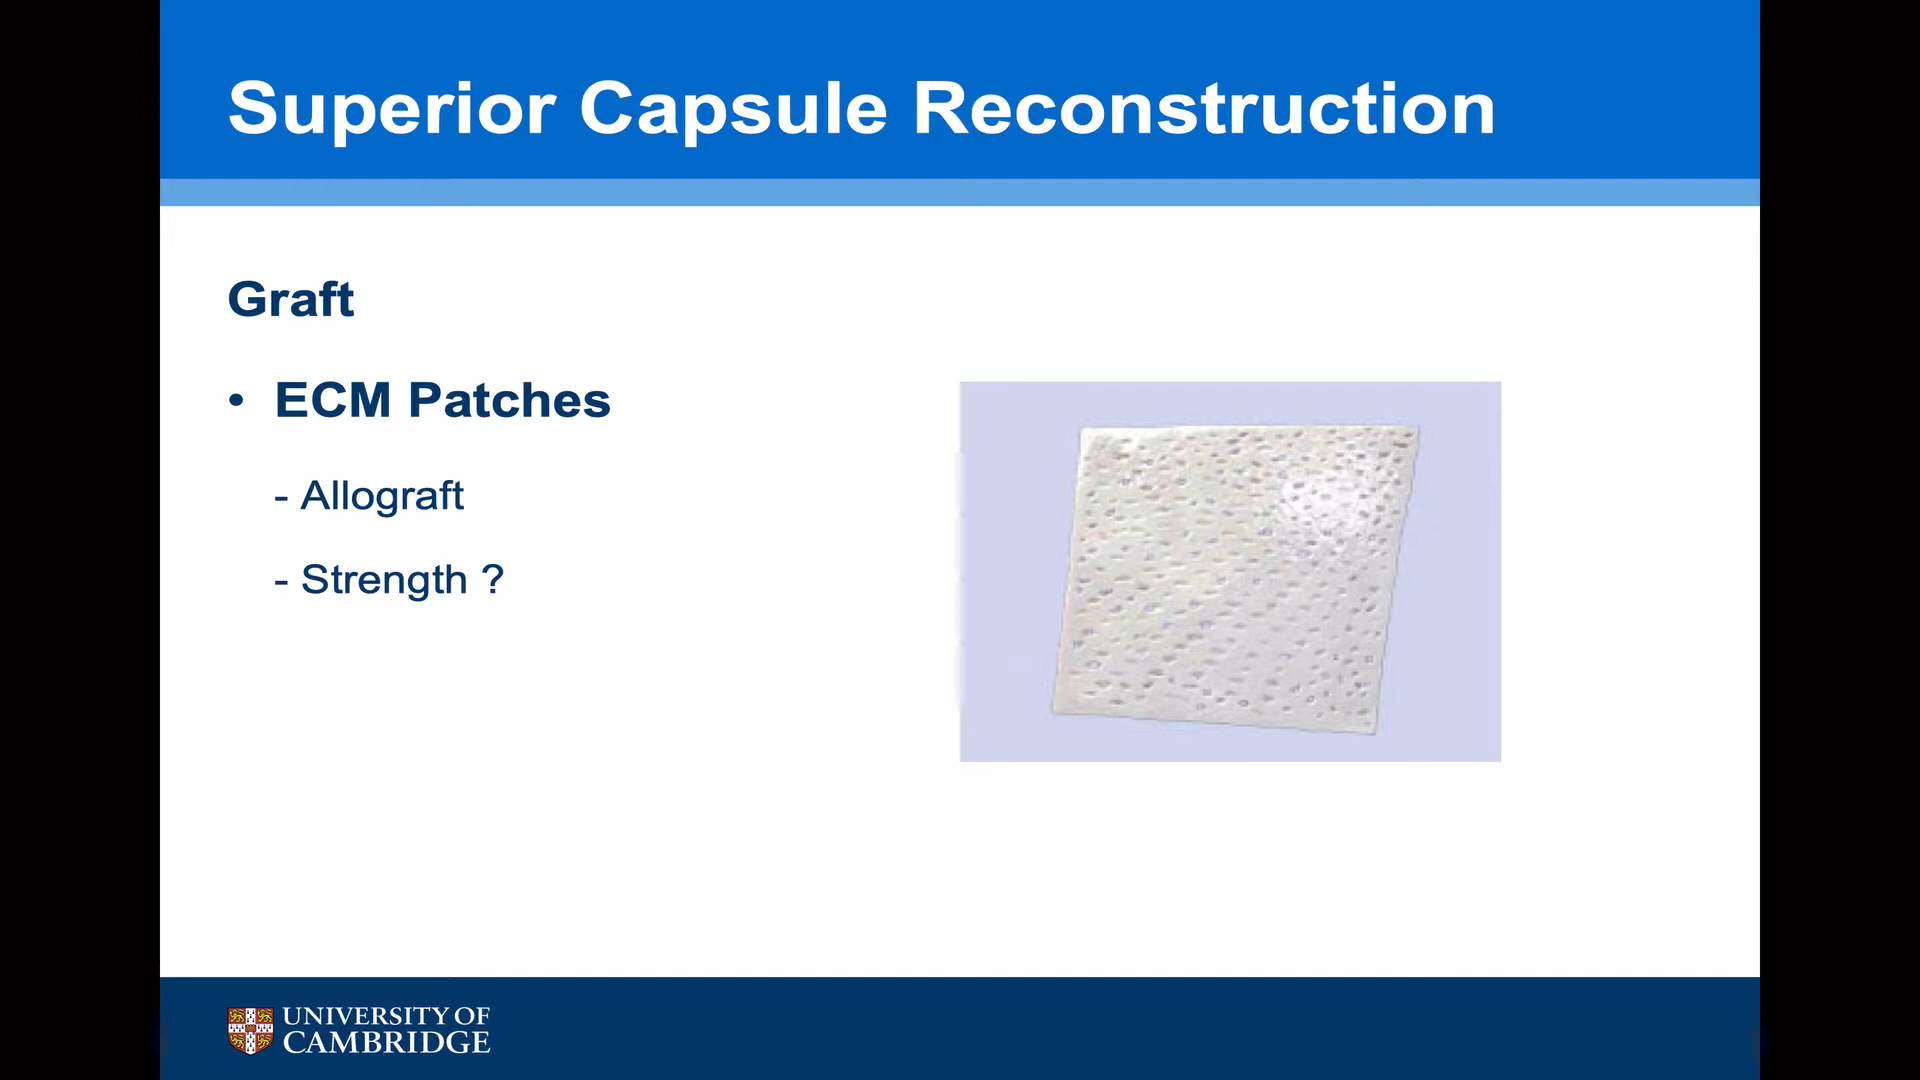 Superior Capsule Reconstruction
Graft
• ECM Patches
- Allograft
- Strength ?
UNIVERSITY OF
CAMBRIDGE